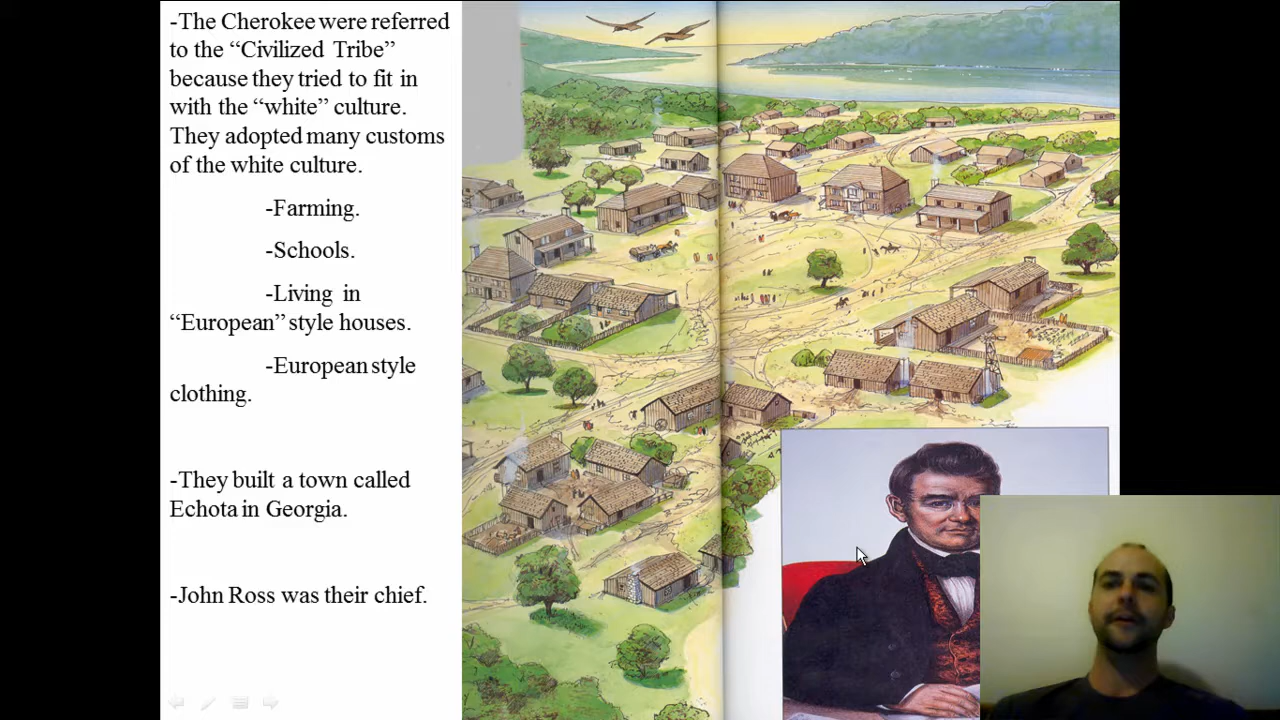 -The Cherokee were referred
to the “Civilized Tribe”
because they tried to fit in
with the “white” culture.
They adopted many customs
of the white culture.
-Farming.
-Schools.
-Living in
“European” style houses.
-European style
clothing.
-They built a town called
Echota in Georgia.
-John Ross was their chief.